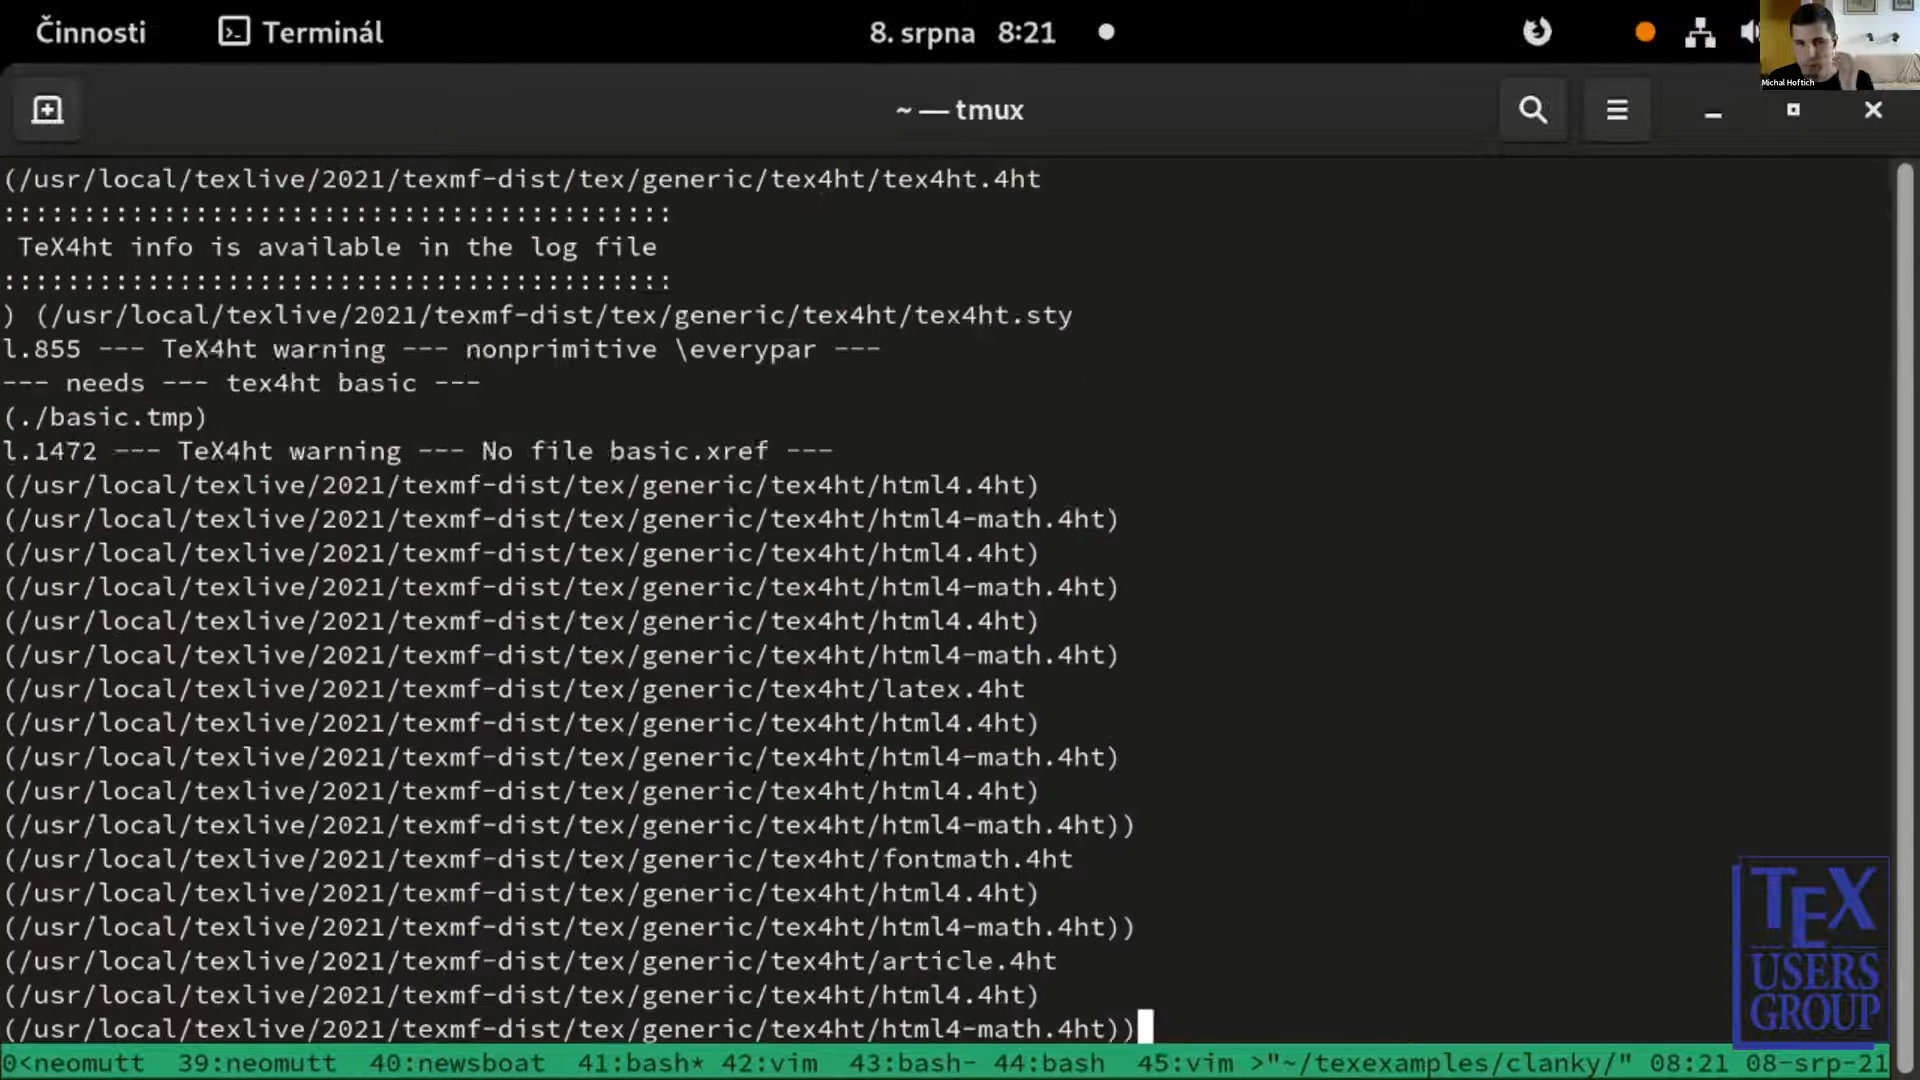 Činnosti Terminál 8. srpna 8:21
Michal Hoftich
~ — tmux
(/usr/local/texlive/2021/texmf-dist/tex/generic/tex4ht/tex4ht.4ht
::::::::::::::::::::::::::::::::::::::::::
TeX4ht info is available in the log file
::::::::::::::::::::::::::::::::::::::::::
) (/usr/local/texlive/2021/texmf-dist/tex/generic/tex4ht/tex4ht.sty
l.855 --- TeX4ht warning --- nonprimitive \everypar ---
--- needs --- tex4ht basic ---
(./basic.tmp)
l.1472 --- TeX4ht warning --- No file basic.xref ---
(/usr/local/texlive/2021/texmf-dist/tex/generic/tex4ht/html4.4ht)
(/usr/local/texlive/2021/texmf-dist/tex/generic/tex4ht/html4-math.4ht)
(/usr/local/texlive/2021/texmf-dist/tex/generic/tex4ht/html4.4ht)
(/usr/local/texlive/2021/texmf-dist/tex/generic/tex4ht/html4-math.4ht)
(/usr/local/texlive/2021/texmf-dist/tex/generic/tex4ht/html4.4ht)
(/usr/local/texlive/2021/texmf-dist/tex/generic/tex4ht/html4-math.4ht)
(/usr/local/texlive/2021/texmf-dist/tex/generic/tex4ht/latex.4ht
(/usr/local/texlive/2021/texmf-dist/tex/generic/tex4ht/html4.4ht)
(/usr/local/texlive/2021/texmf-dist/tex/generic/tex4ht/html4-math.4ht)
(/usr/local/texlive/2021/texmf-dist/tex/generic/tex4ht/html4.4ht)
(/usr/local/texlive/2021/texmf-dist/tex/generic/tex4ht/html4-math.4ht))
(/usr/local/texlive/2021/texmf-dist/tex/generic/tex4ht/fontmath.4ht
(/usr/local/texlive/2021/texmf-dist/tex/generic/tex4ht/html4.4ht)
(/usr/local/texlive/2021/texmf-dist/tex/generic/tex4ht/html4-math.4ht))
(/usr/local/texlive/2021/texmf-dist/tex/generic/tex4ht/article.4ht
(/usr/local/texlive/2021/texmf-dist/tex/generic/tex4ht/html4.4ht)
(/usr/local/texlive/2021/texmf-dist/tex/generic/tex4ht/html4-math.4ht))
TEX
USERS
GROUP
0<neomutt 39:neomutt 40:newsboat 41:bash* 42:vim 43:bash- 44:bash 45:vim >"~/texexamples/clanky/" 08:21 08-srp-21